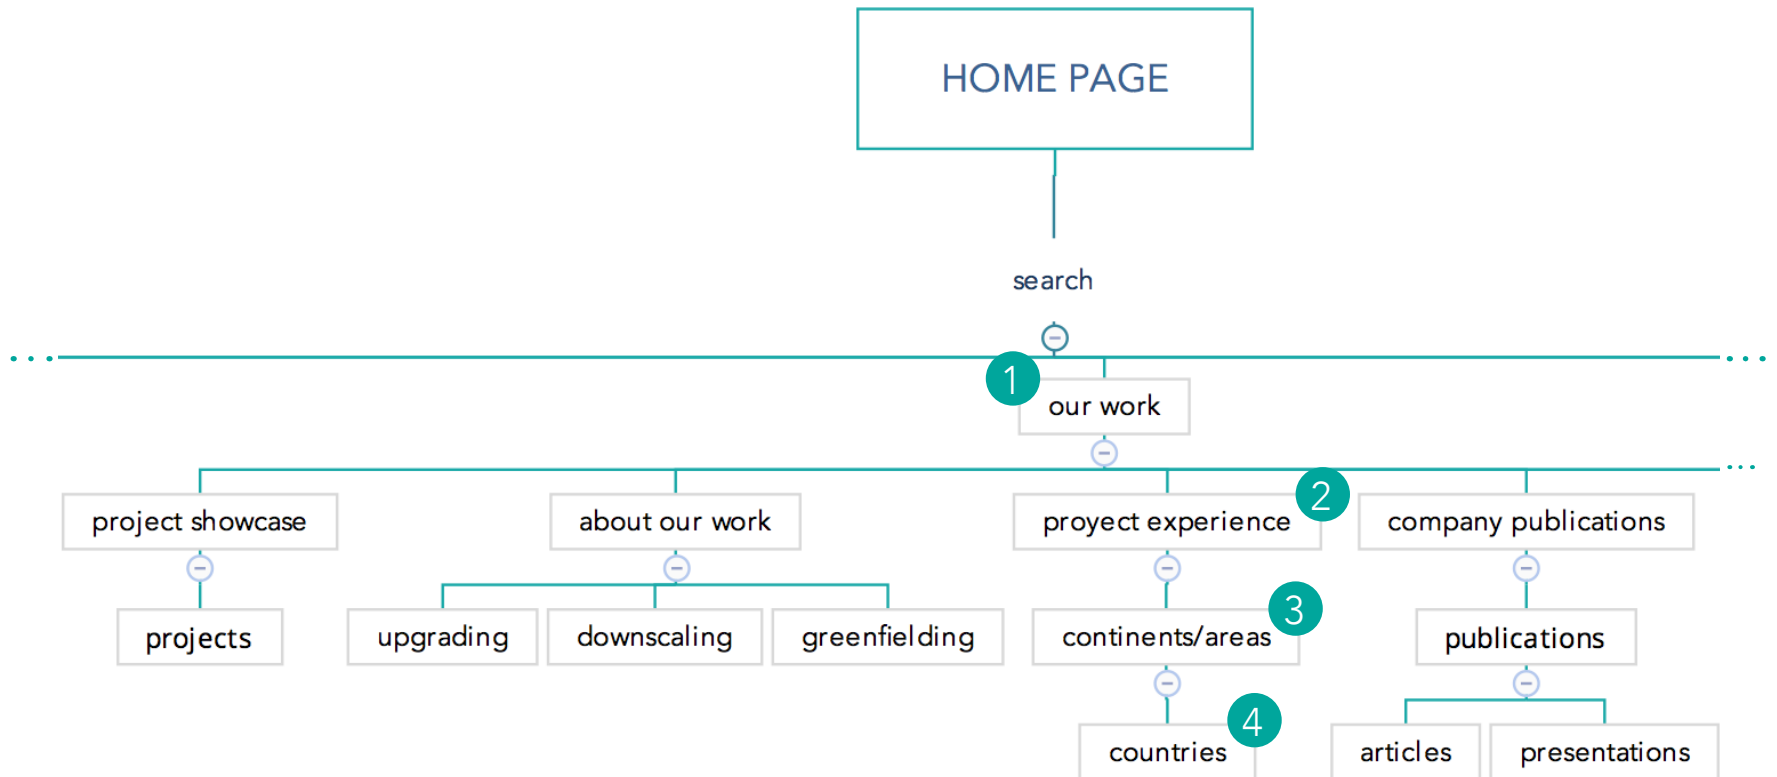 HOME PAGE
search
1
our work
2
project showcase
about our work
proyect experience
company publications
3
projects
upgrading
downscaling
greenfielding
continents/areas
publications
4
countries
articles
presentations